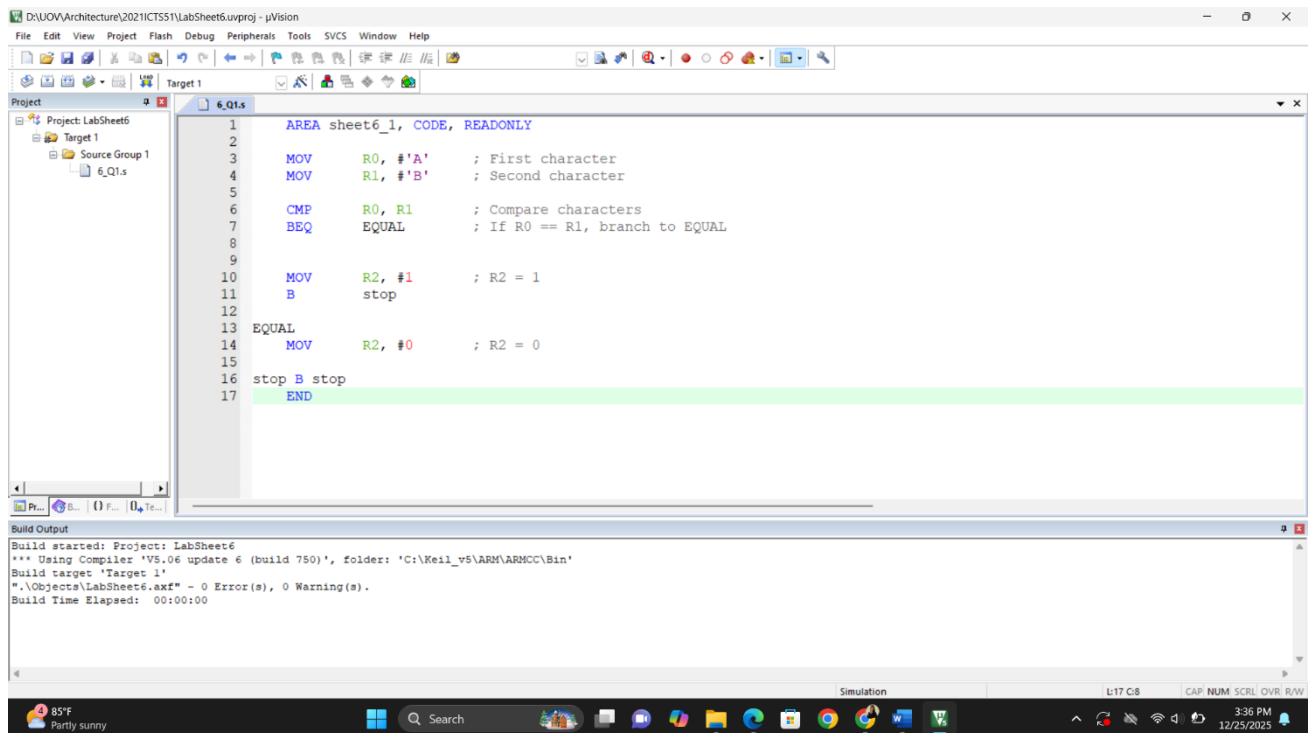 D:\UOV\Architecture\2021ICTS51\LabSheet6.uvproj - µVision
File Edit View Project Flash Debug Peripherals Tools SVCS Window Help
LOAD Target 1
Project
6_Q1.s
Project: LabSheet6
Target 1
Source Group 1
6_Q1.s
1 AREA sheet6_1, CODE, READONLY
2
3 MOV R0, #'A' ; First character
4 MOV R1, #'B' ; Second character
5
6 CMP R0, R1 ; Compare characters
7 BEQ EQUAL ; If R0 == R1, branch to EQUAL
8
9
10 MOV R2, #1 ; R2 = 1
11 B stop
12
13 EQUAL
14 MOV R2, #0 ; R2 = 0
15
16 stop B stop
17 END
Pr... B... {} F... 0 Te...
Build Output
Build started: Project: LabSheet6
*** Using Compiler 'V5.06 update 6 (build 750)', folder: 'C:\Keil_v5\ARM\ARMCC\Bin'
Build target 'Target 1'
".\Objects\LabSheet6.axf" - 0 Error(s), 0 Warning(s).
Build Time Elapsed: 00:00:00
Simulation L:17 C:8 CAP NUM SCRL OVR R/W
4
85°F
Partly sunny
Search
3:36 PM
12/25/2025